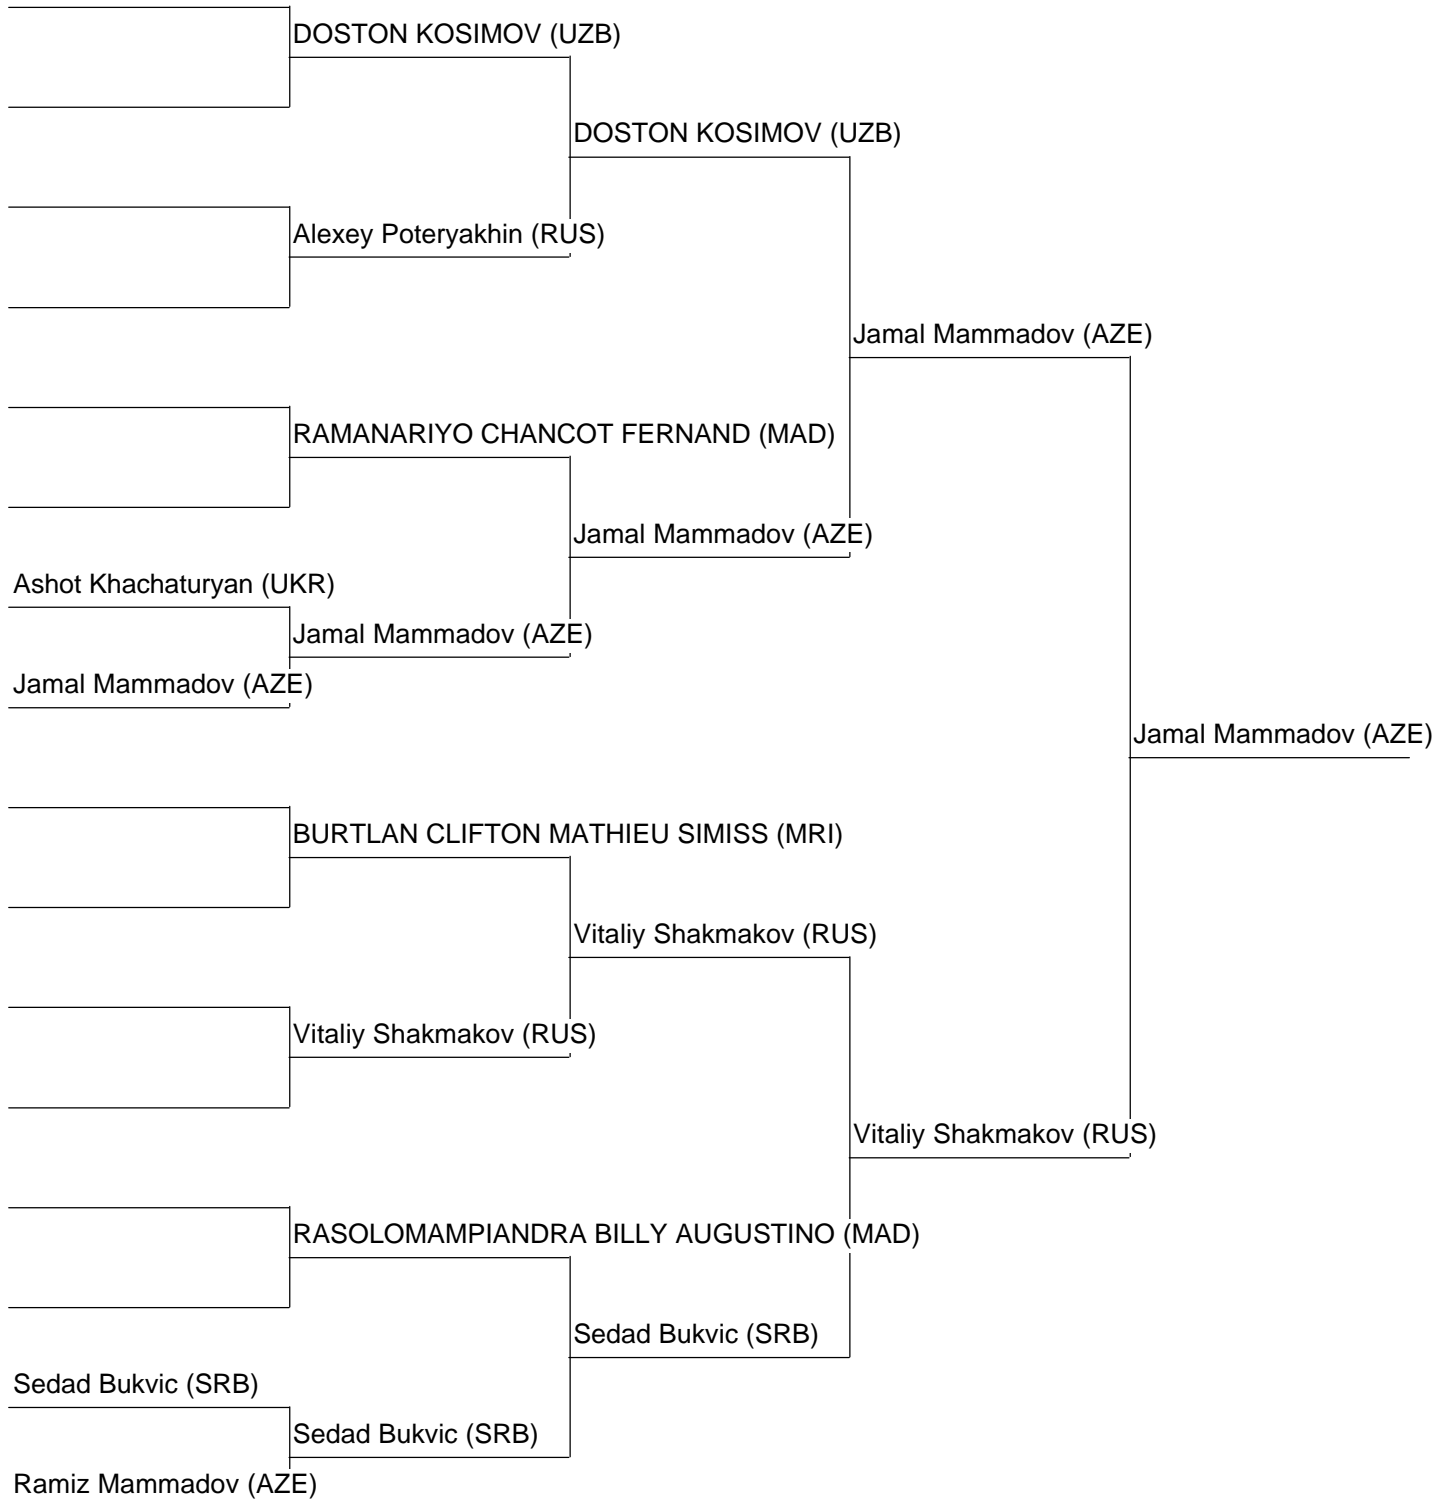 DOSTON KOSIMOV (UZB)
DOSTON KOSIMOV (UZB)
Alexey Poteryakhin (RUS)
Jamal Mammadov (AZE)
RAMANARIYO CHANCOT FERNAND (MAD)
Jamal Mammadov (AZE)
Ashot Khachaturyan (UKR)
Jamal Mammadov (AZE)
Jamal Mammadov (AZE)
Jamal Mammadov (AZE)
BURTLAN CLIFTON MATHIEU SIMISS (MRI)
Vitaliy Shakmakov (RUS)
Vitaliy Shakmakov (RUS)
Vitaliy Shakmakov (RUS)
RASOLOMAMPIANDRA BILLY AUGUSTINO (MAD)
Sedad Bukvic (SRB)
Sedad Bukvic (SRB)
Sedad Bukvic (SRB)
Ramiz Mammadov (AZE)